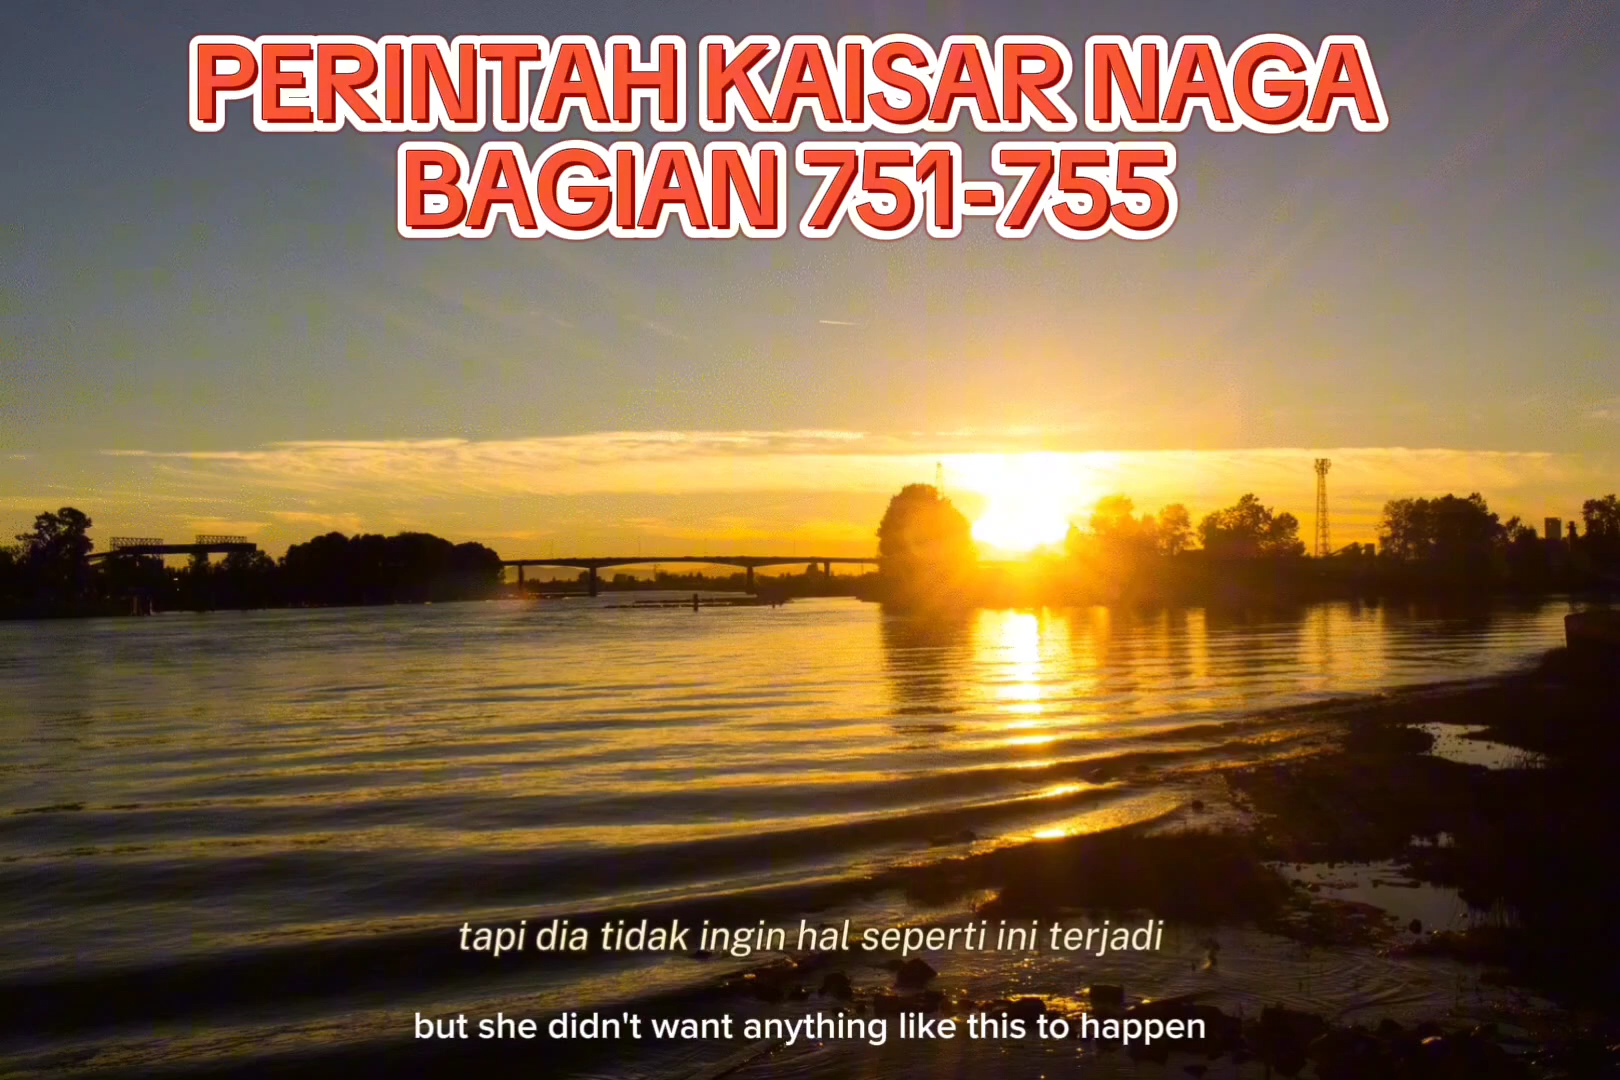 PERINTAH KAISAR NAGA
BAGIAN 751-755
tapi dia tidak ingin hal seperti ini terjadi
but she didn't want anything like this to happen